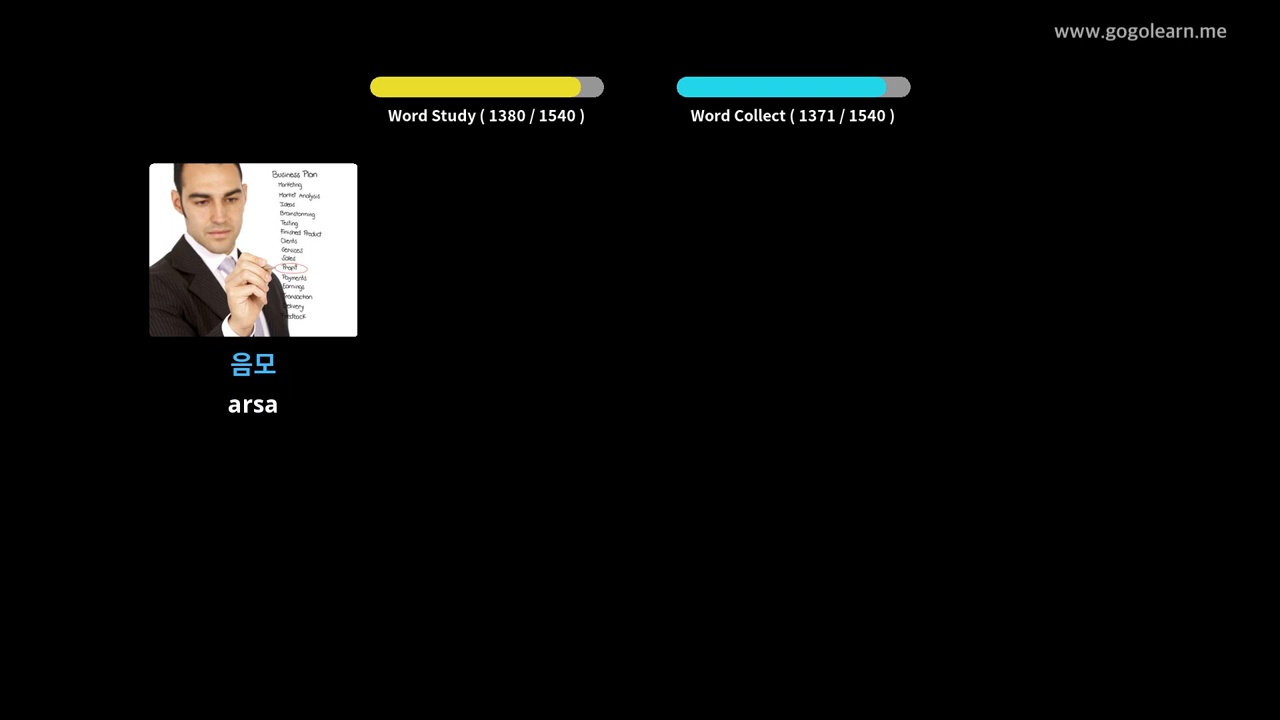 www.gogolearn.me
Word Study ( 1380 / 1540 )
Word Collect ( 1371 / 1540 )
Business Plan
Marketing
Market Analysis
Ideas
Brainstorming
Testing
Finished Product
Clients
Services
Sales
Profit
Payments
Earnings
Transaction
Delivery
Feedback
음모
arsa